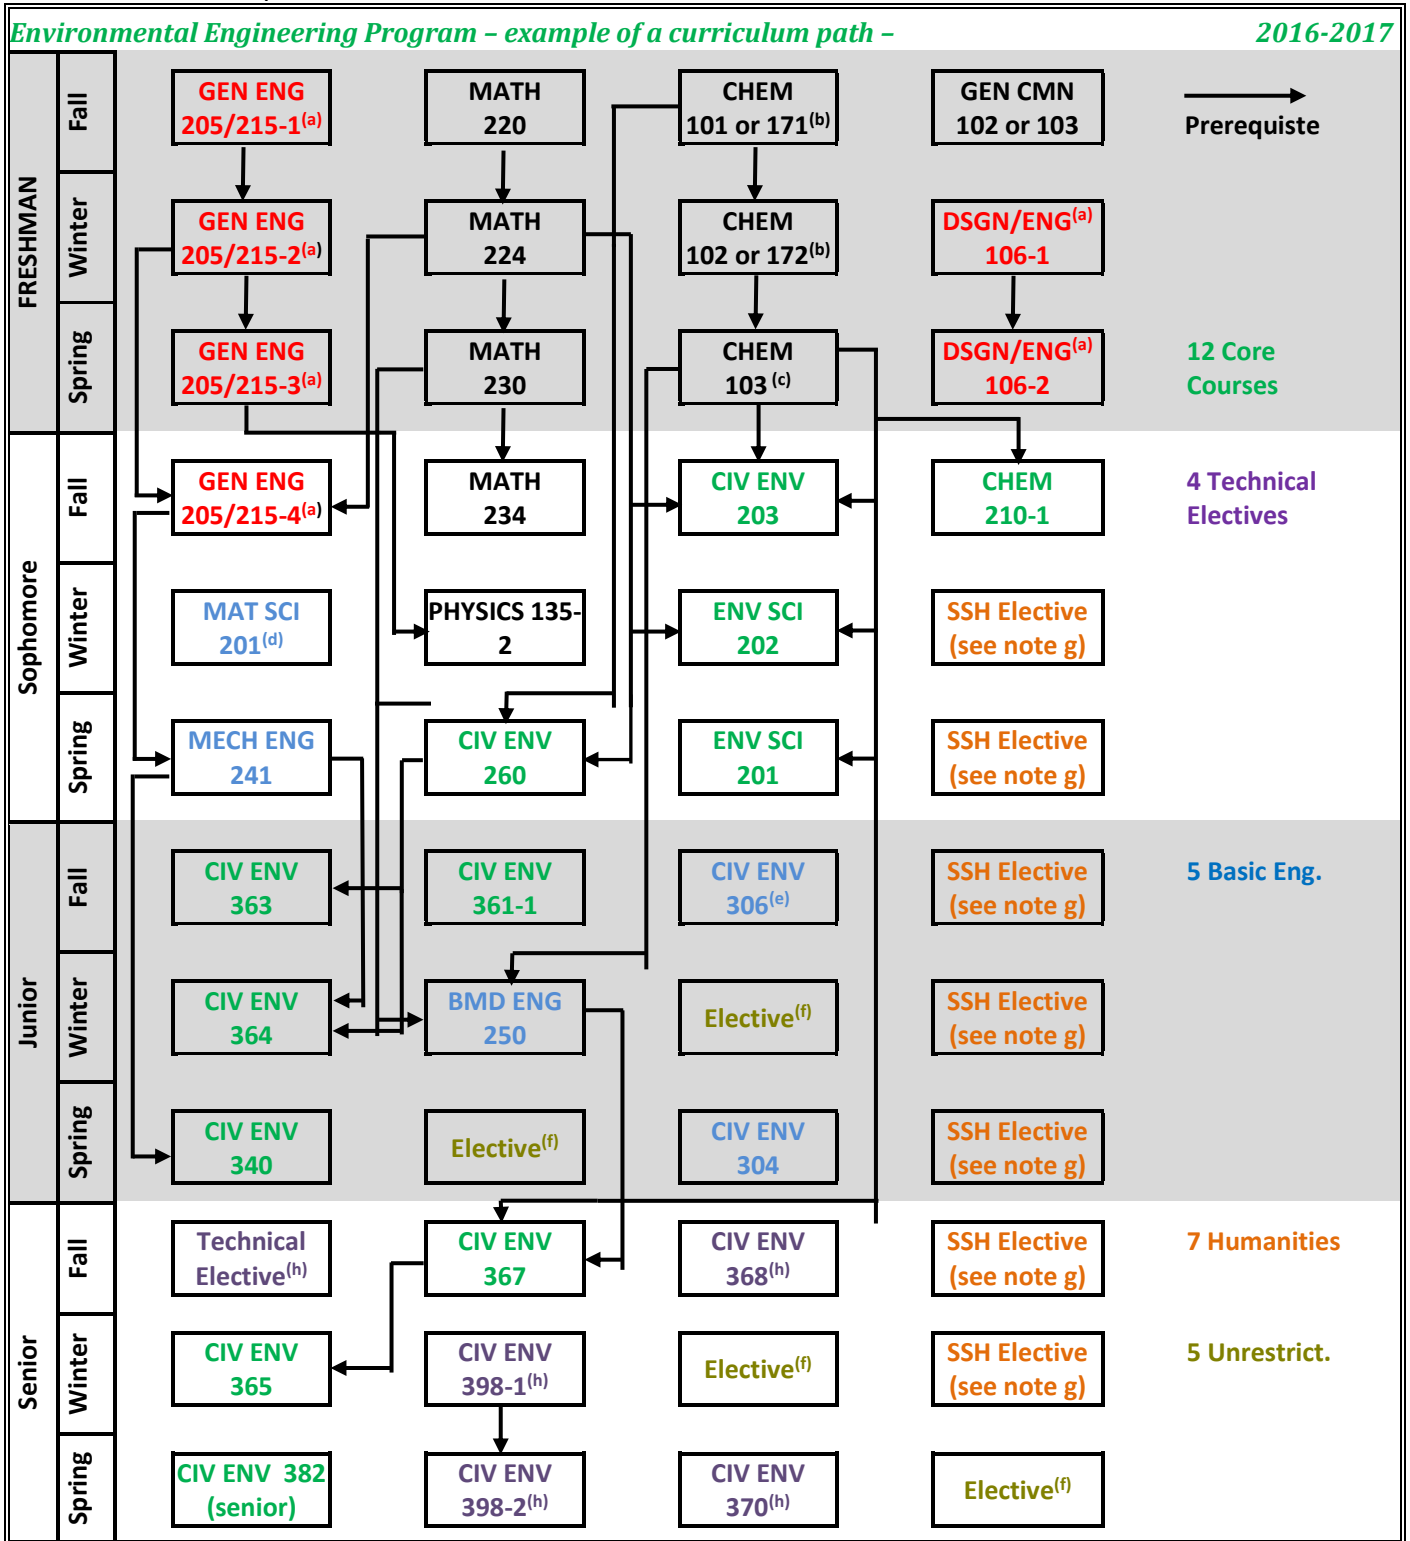 Environmental Engineering Program – example of a curriculum path – 2016-2017
FRESHMAN
Fall
GEN ENG
205/215-1(a)
MATH
220
CHEM
101 or 171(b)
GEN CMN
102 or 103
Prerequiste
Winter
GEN ENG
205/215-2(a)
MATH
224
CHEM
102 or 172(b)
DSGN/ENG(a)
106-1
Spring
GEN ENG
205/215-3(a)
MATH
230
CHEM
103 (c)
DSGN/ENG(a)
106-2
12 Core
Courses
Sophomore
Fall
GEN ENG
205/215-4(a)
MATH
234
CIV ENV
203
CHEM
210-1
4 Technical
Electives
Winter
MAT SCI
201(d)
PHYSICS 135-
2
ENV SCI
202
SSH Elective
(see note g)
Spring
MECH ENG
241
CIV ENV
260
ENV SCI
201
SSH Elective
(see note g)
Junior
Fall
CIV ENV
363
CIV ENV
361-1
CIV ENV
306(e)
SSH Elective
(see note g)
5 Basic Eng.
Winter
CIV ENV
364
BMD ENG
250
Elective(f)
SSH Elective
(see note g)
Spring
CIV ENV
340
Elective(f)
CIV ENV
304
SSH Elective
(see note g)
Senior
Fall
Technical
Elective(h)
CIV ENV
367
CIV ENV
368(h)
SSH Elective
(see note g)
7 Humanities
Winter
CIV ENV
365
CIV ENV
398-1(h)
Elective(f)
SSH Elective
(see note g)
5 Unrestrict.
Spring
CIV ENV 382
(senior)
CIV ENV
398-2(h)
CIV ENV
370(h)
Elective(f)